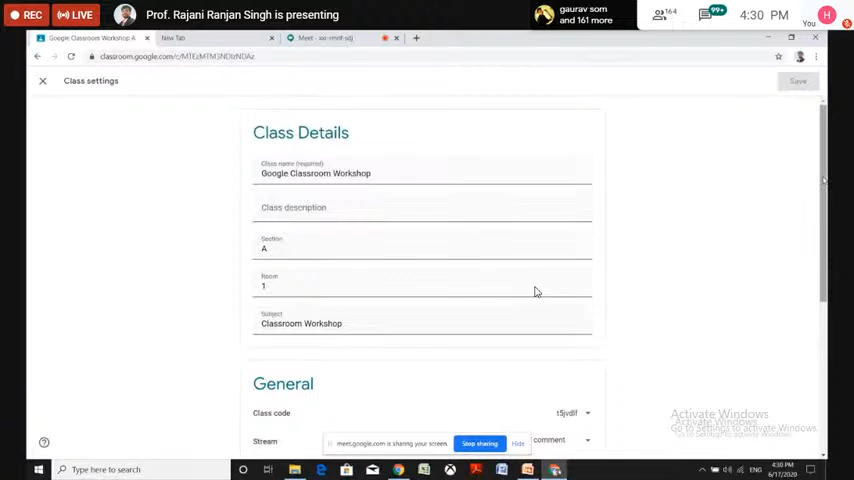 REC
LIVE
Prof. Rajani Ranjan Singh is presenting
gaurav som
and 161 more
164
99+
4:30 PM
H
You
Google Classroom Workshop A
New Tab
Meet
Class settings
Save
Class Details
Class name (required)
Google Classroom Workshop
Class description
Section
A
Room
1
Subject
Classroom Workshop
General
Class code
t5jvdlf
Stream
comment
meet.google.com is sharing your screen.
Stop sharing
Hide
Activate Windows
Go to Settings to activate Windows.
Type here to search
ENG
4:30 PM
6/17/2020